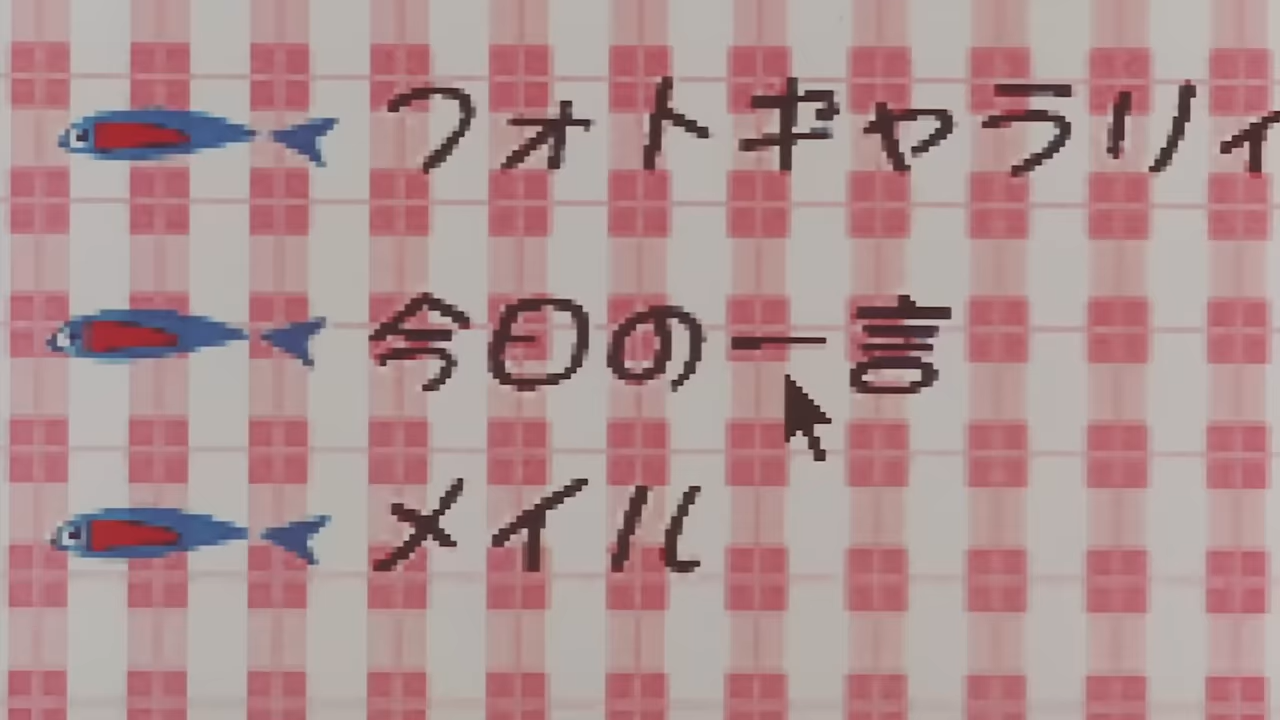 フォトギャラリィ
今日の一言
メイル